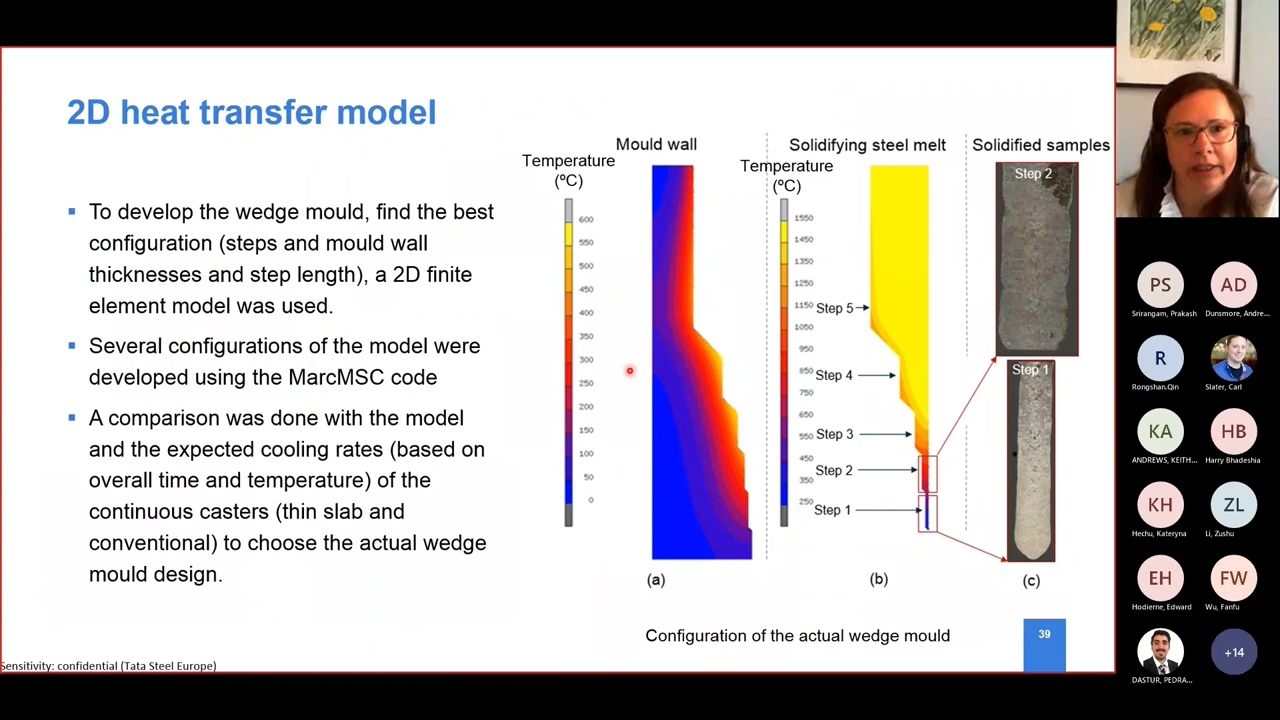 2D heat transfer model
To develop the wedge mould, find the best
configuration (steps and mould wall
thicknesses and step length), a 2D finite
element model was used.
Several configurations of the model were
developed using the MarcMSC code
A comparison was done with the model
and the expected cooling rates (based on
overall time and temperature) of the
continuous casters (thin slab and
conventional) to choose the actual wedge
mould design.
Mould wall
Temperature
(ºC)
600
550
500
450
400
350
300
250
200
150
100
50
0
(a)
Solidifying steel melt
Temperature
(ºC)
1550
1450
1350
1250
1150
1050
950
850
750
650
550
450
350
250
Step 5
Step 4
Step 3
Step 2
Step 1
(b)
Solidified samples
Step 2
Step 1
(c)
Configuration of the actual wedge mould
39
Sensitivity: confidential (Tata Steel Europe)
PS
Srirangam, Prakash
AD
Dunsmore, Andre...
R
Rongshan.Qin
Slater, Carl
KA
ANDREWS, KEITH...
HB
Harry Bhadeshia
KH
Hechu, Kateryna
ZL
Li, Zushu
EH
Hodierne, Edward
FW
Wu, Fanfu
DASTUR, PEDRA...
+14